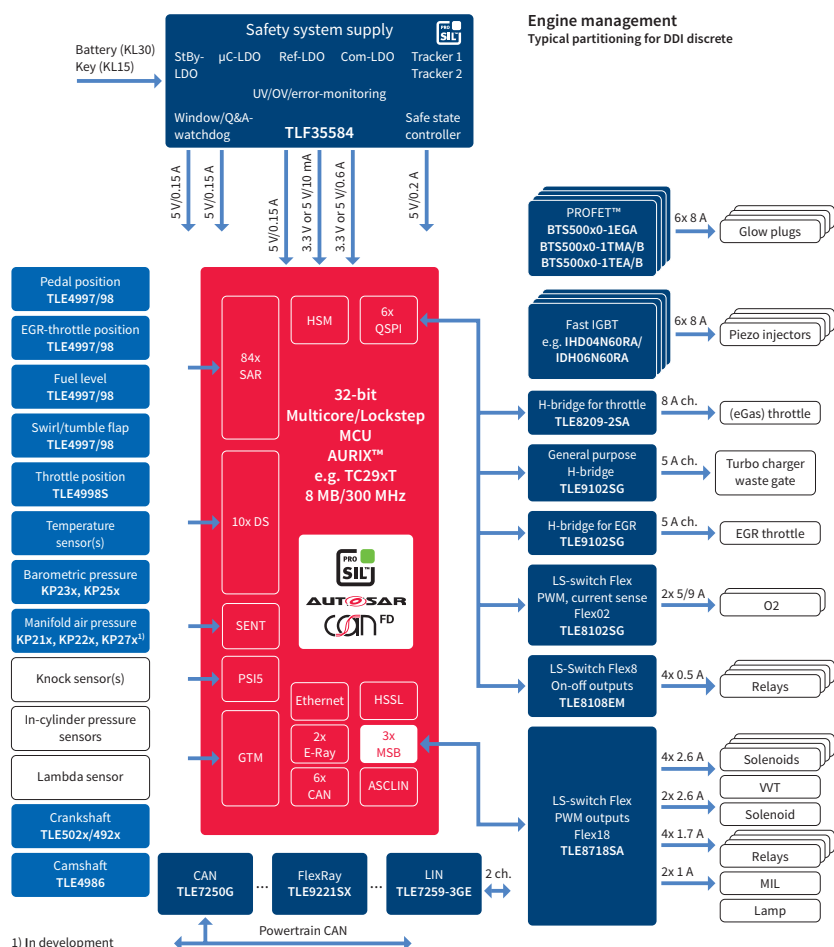 Engine management
Typical partitioning for DDI discrete
Safety system supply
PRO
SIL
Battery (KL30)
Key (KL15)
StBy-
LDO
µC-LDO
Ref-LDO
Com-LDO
Tracker 1
Tracker 2
UV/OV/error-monitoring
Window/Q&A-
watchdog
TLF35584
Safe state
controller
5 V/0.15 A
5 V/0.15 A
5 V/0.15 A
3.3 V or 5 V/10 mA
3.3 V or 5 V/0.6 A
5 V/0.2 A
Pedal position
TLE4997/98
EGR-throttle position
TLE4997/98
Fuel level
TLE4997/98
Swirl/tumble flap
TLE4997/98
Throttle position
TLE4998S
Temperature
sensor(s)
Barometric pressure
KP23x, KP25x
Manifold air pressure
KP21x, KP22x, KP27x1)
Knock sensor(s)
In-cylinder pressure
sensors
Lambda sensor
Crankshaft
TLE502x/492x
Camshaft
TLE4986
84x
SAR
HSM
6x
QSPI
32-bit
Multicore/Lockstep
MCU
AURIX™
e.g. TC29xT
8 MB/300 MHz
10x DS
PRO
SIL™
AUTOSAR
CAN FD
SENT
PSI5
GTM
Ethernet
HSSL
2x
E-Ray
3x
MSB
6x
CAN
ASCLIN
PROFET™
BTS500x0-1EGA
BTS500x0-1TMA/B
BTS500x0-1TEA/B
6x 8 A
Glow plugs
Fast IGBT
e.g. IHD04N60RA/
IDH06N60RA
6x 8 A
Piezo injectors
H-bridge for throttle
TLE8209-2SA
8 A ch.
(eGas) throttle
General purpose
H-bridge
TLE9102SG
5 A ch.
Turbo charger
waste gate
H-bridge for EGR
TLE9102SG
5 A ch.
EGR throttle
LS-switch Flex
PWM, current sense
Flex02
TLE8102SG
2x 5/9 A
O2
LS-Switch Flex8
On-off outputs
TLE8108EM
4x 0.5 A
Relays
LS-switch Flex
PWM outputs
Flex18
TLE8718SA
4x 2.6 A
Solenoids
VVT
2x 2.6 A
Solenoid
4x 1.7 A
Relays
2x 1 A
MIL
Lamp
CAN
TLE7250G
...
FlexRay
TLE9221SX
...
LIN
TLE7259-3GE
2 ch.
Powertrain CAN
1) In development